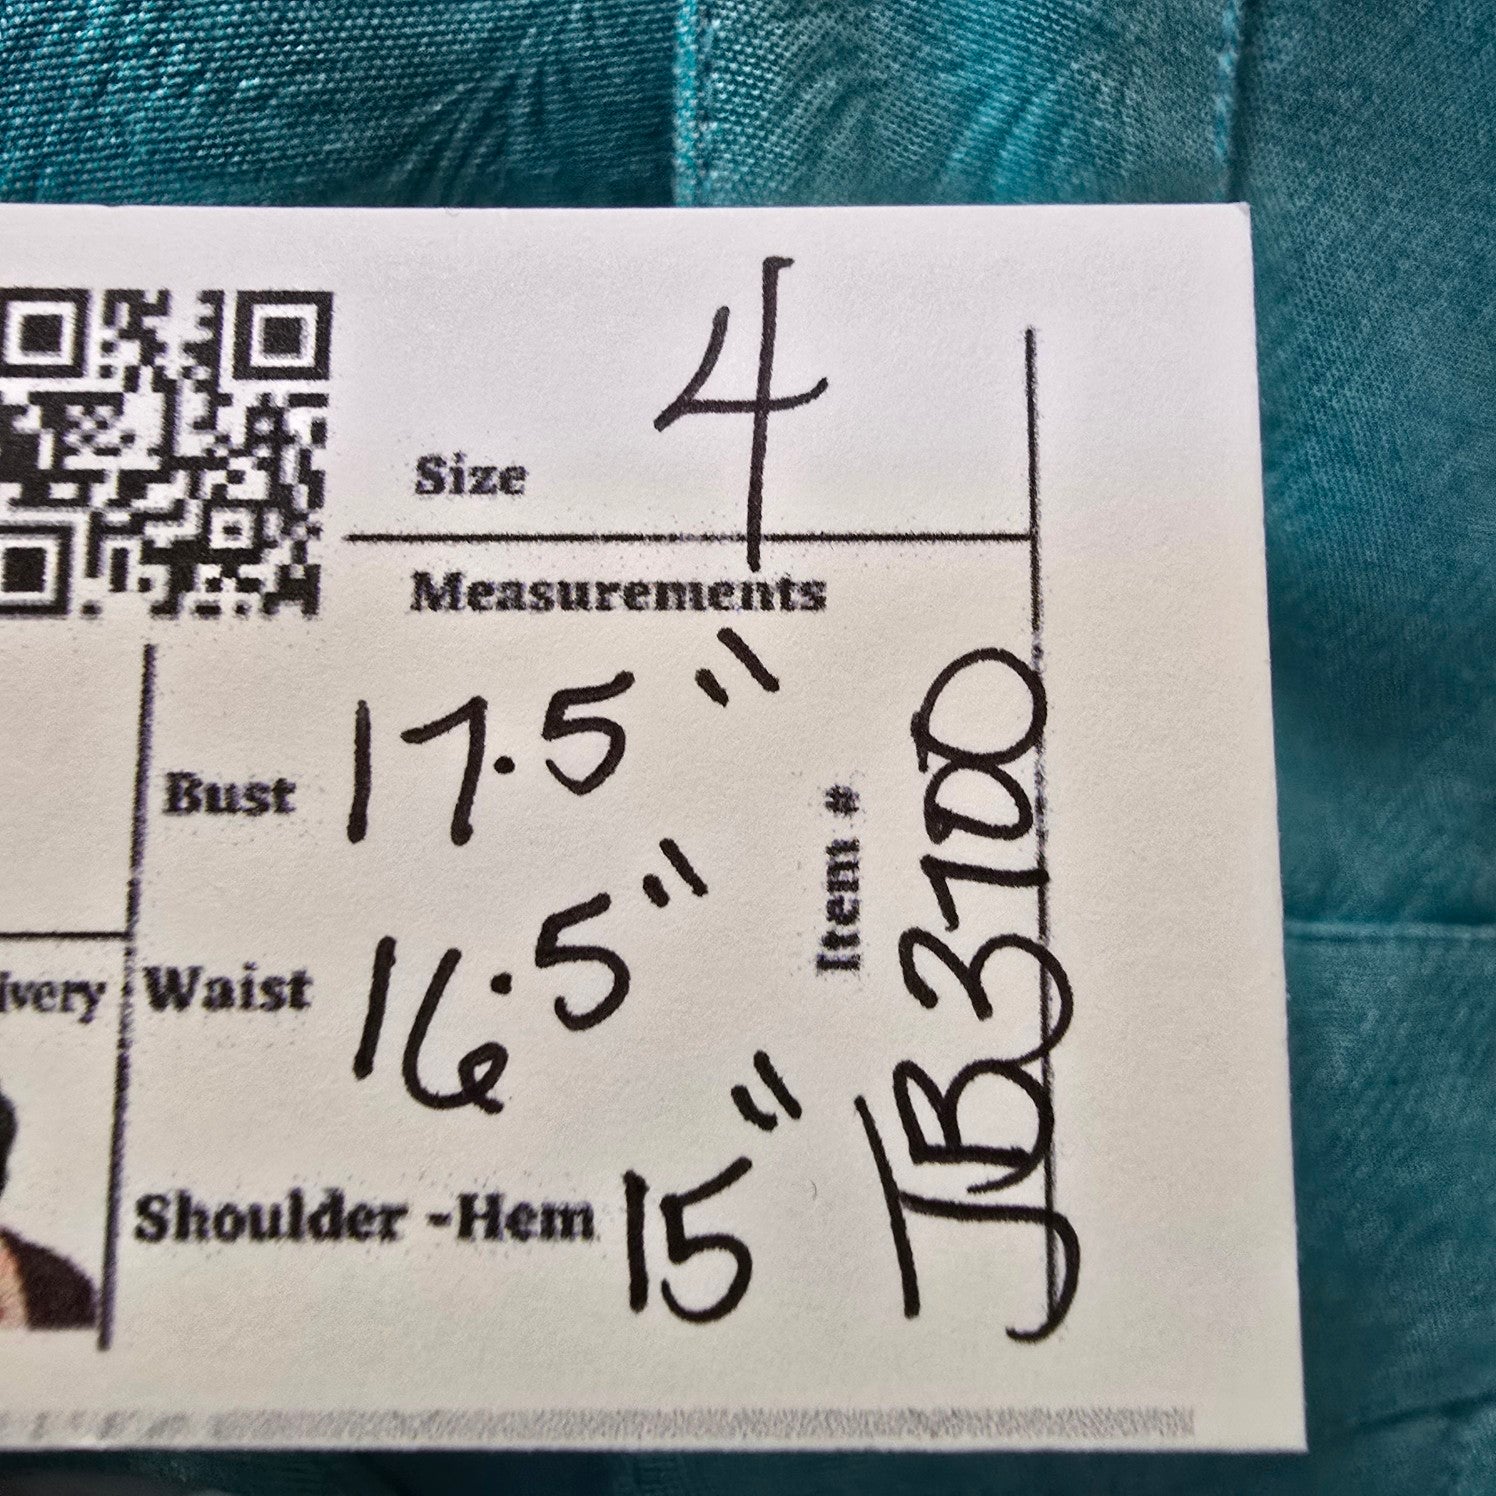 Size 4
Measurements
Bust 17.5"
Waist 16.5"
Shoulder -Hem 15"
Item # JB3100